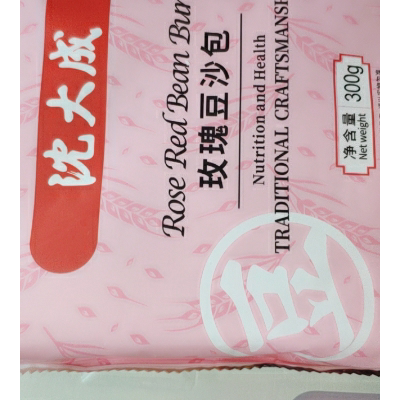 沈大成
Rose Red Bean Bun
玫瑰豆沙包
Nutrition and Health
TRADITIONAL CRAFTSMANSH
豆
净含量
Net weight
300g